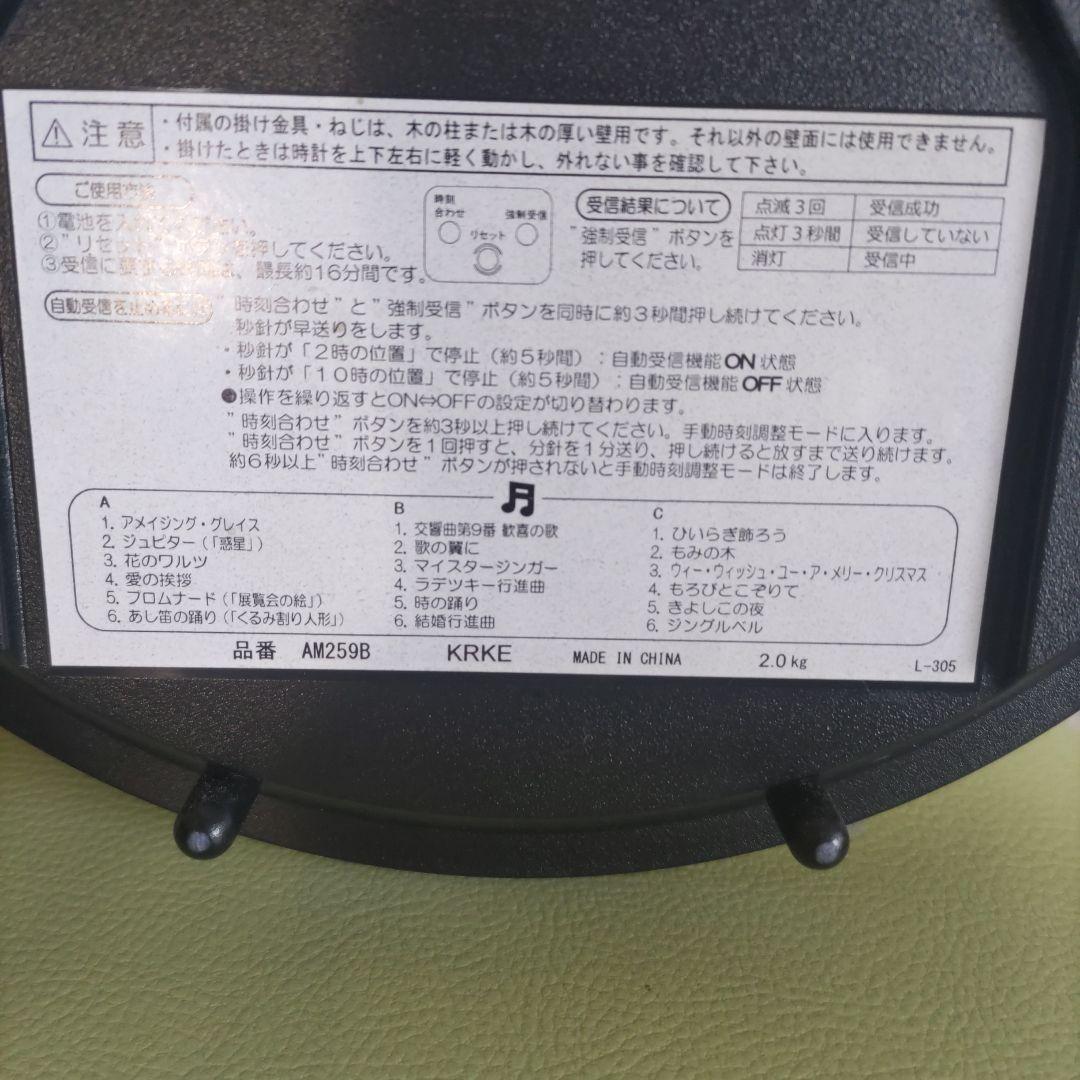 ⚠ 注意
・付属の掛け金具・ねじは、木の柱または木の厚い壁用です。それ以外の壁面には使用できません。
・掛けたときは時計を上下左右に軽く動かし、外れない事を確認して下さい。
ご使用方法
①電池を入れてください。
②"リセット"ボタンを押してください。
③受信に要する時間は、最長約16分間です。
時刻合わせ
強制受信
リセット
受信結果について
"強制受信"ボタンを
押してください。
点滅3回 受信成功
点灯3秒間 受信していない
消灯 受信中
自動受信を止め
"時刻合わせ"と"強制受信"ボタンを同時に約3秒間押し続けてください。
秒針が早送りをします。
・秒針が「2時の位置」で停止（約5秒間）：自動受信機能ON状態
・秒針が「10時の位置」で停止（約5秒間）：自動受信機能OFF状態
●操作を繰り返すとON⇔OFFの設定が切り替わります。
"時刻合わせ"ボタンを約3秒以上押し続けてください。手動時刻調整モードに入ります。
"時刻合わせ"ボタンを1回押すと、分針を1分送り、押し続けると放すまで送り続けます。
約6秒以上"時刻合わせ"ボタンが押されないと手動時刻調整モードは終了します。
A
1. アメイジング・グレイス
2. ジュピター（「惑星」）
3. 花のワルツ
4. 愛の挨拶
5. プロムナード（「展覧会の絵」）
6. あし笛の踊り（「くるみ割り人形」）
B
1. 交響曲第9番 歓喜の歌
2. 歌の翼に
3. マイスタージンガー
4. ラデツキー行進曲
5. 時の踊り
6. 結婚行進曲
C
1. ひいらぎ飾ろう
2. もみの木
3. ウィー・ウィッシュ・ユー・ア・メリー・クリスマス
4. もろびとこぞりて
5. きよしこの夜
6. ジングルベル
品番 AM259B KRKE MADE IN CHINA 2.0kg L-305